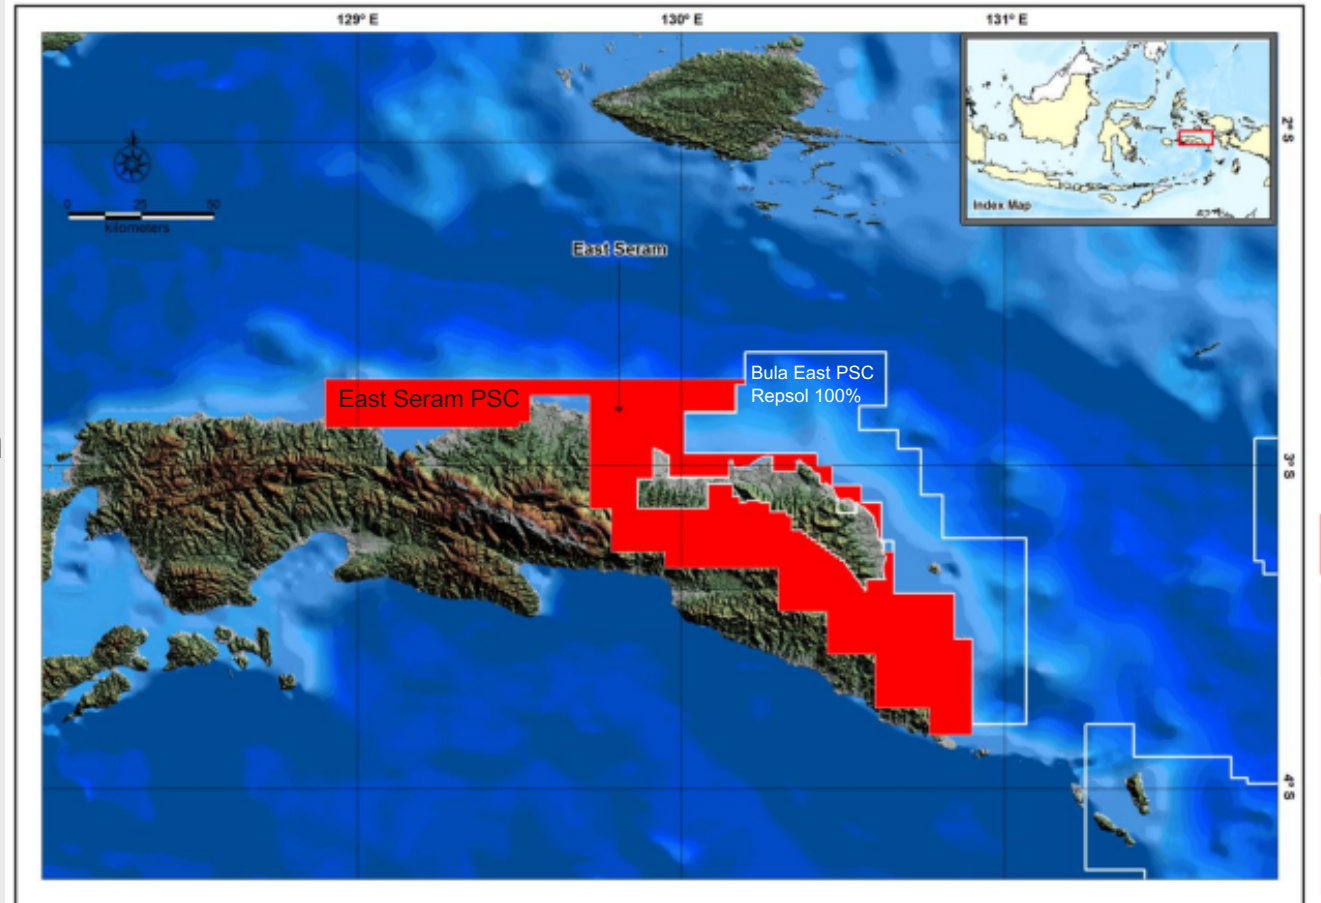 129° E
130° E
131° E
2° S
Index Map
0 25 50
kilometers
East Seram
Bula East PSC
Repsol 100%
East Seram PSC
3° S
4° S